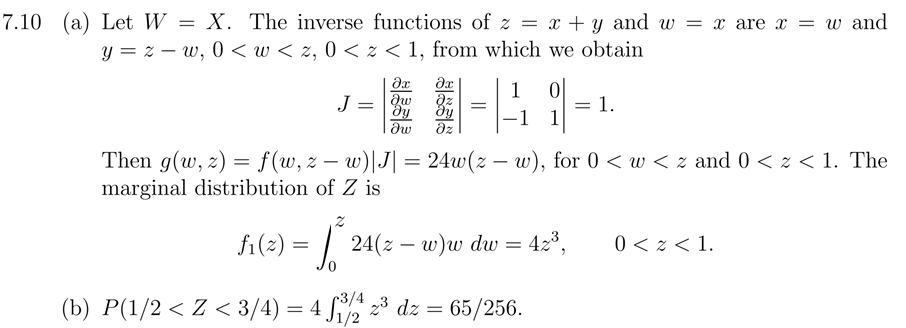 7.10 (a) Let W = X. The inverse functions of z = x + y and w = x are x = w and
y = z − w, 0 < w < z, 0 < z < 1, from which we obtain
J = |∂x/∂w ∂x/∂z; ∂y/∂w ∂y/∂z| = |1 0; −1 1| = 1.
Then g(w, z) = f(w, z − w)|J| = 24w(z − w), for 0 < w < z and 0 < z < 1. The
marginal distribution of Z is
f₁(z) = ∫₀ᶻ 24(z − w)w dw = 4z³, 0 < z < 1.
(b) P(1/2 < Z < 3/4) = 4 ∫_{1/2}^{3/4} z³ dz = 65/256.